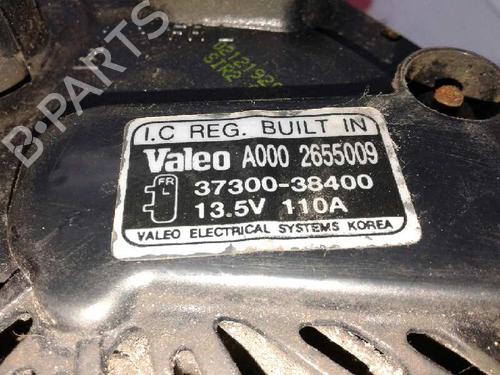 B-PARTS
I.C REG. BUILT IN
Valeo A000 2655009
FR
L
37300-38400
13.5V 110A
VALEO ELECTRICAL SYSTEMS KOREA